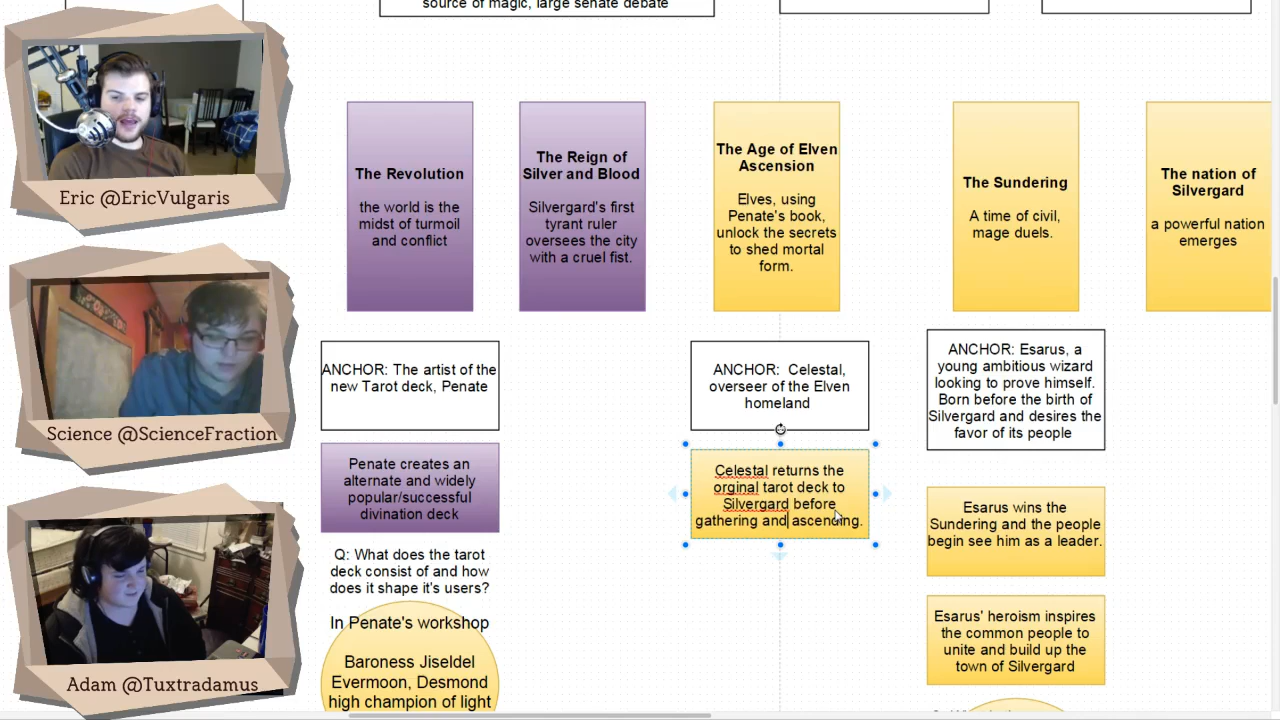 source of magic, large senate debate
Eric @EricVulgaris
Science @ScienceFraction
Adam @Tuxtradamus
The Revolution
the world is the
midst of turmoil
and conflict
The Reign of
Silver and Blood
Silvergard's first
tyrant ruler
oversees the city
with a cruel fist.
The Age of Elven
Ascension
Elves, using
Penate's book,
unlock the secrets
to shed mortal
form.
The Sundering
A time of civil,
mage duels.
The nation of
Silvergard
a powerful nation
emerges
ANCHOR: The artist of the
new Tarot deck, Penate
Penate creates an
alternate and widely
popular/successful
divination deck
Q: What does the tarot
deck consist of and how
does it shape it's users?
In Penate's workshop
Baroness Jiseldel
Evermoon, Desmond
high champion of light
ANCHOR: Celestal,
overseer of the Elven
homeland
Celestal returns the
orginal tarot deck to
Silvergard before
gathering and ascending.
ANCHOR: Esarus, a
young ambitious wizard
looking to prove himself.
Born before the birth of
Silvergard and desires the
favor of its people
Esarus wins the
Sundering and the people
begin see him as a leader.
Esarus' heroism inspires
the common people to
unite and build up the
town of Silvergard